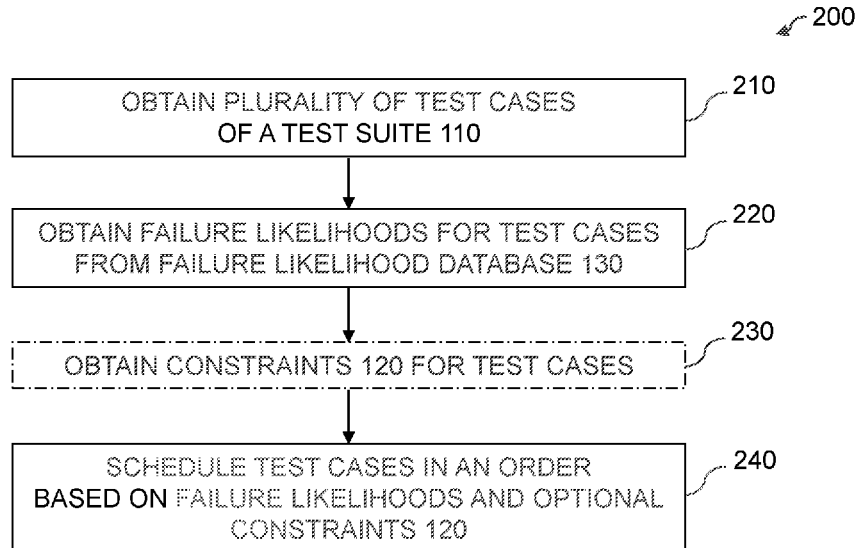 200
OBTAIN PLURALITY OF TEST CASES
OF A TEST SUITE 110
210
OBTAIN FAILURE LIKELIHOODS FOR TEST CASES
FROM FAILURE LIKELIHOOD DATABASE 130
220
OBTAIN CONSTRAINTS 120 FOR TEST CASES
230
SCHEDULE TEST CASES IN AN ORDER
BASED ON FAILURE LIKELIHOODS AND OPTIONAL
CONSTRAINTS 120
240